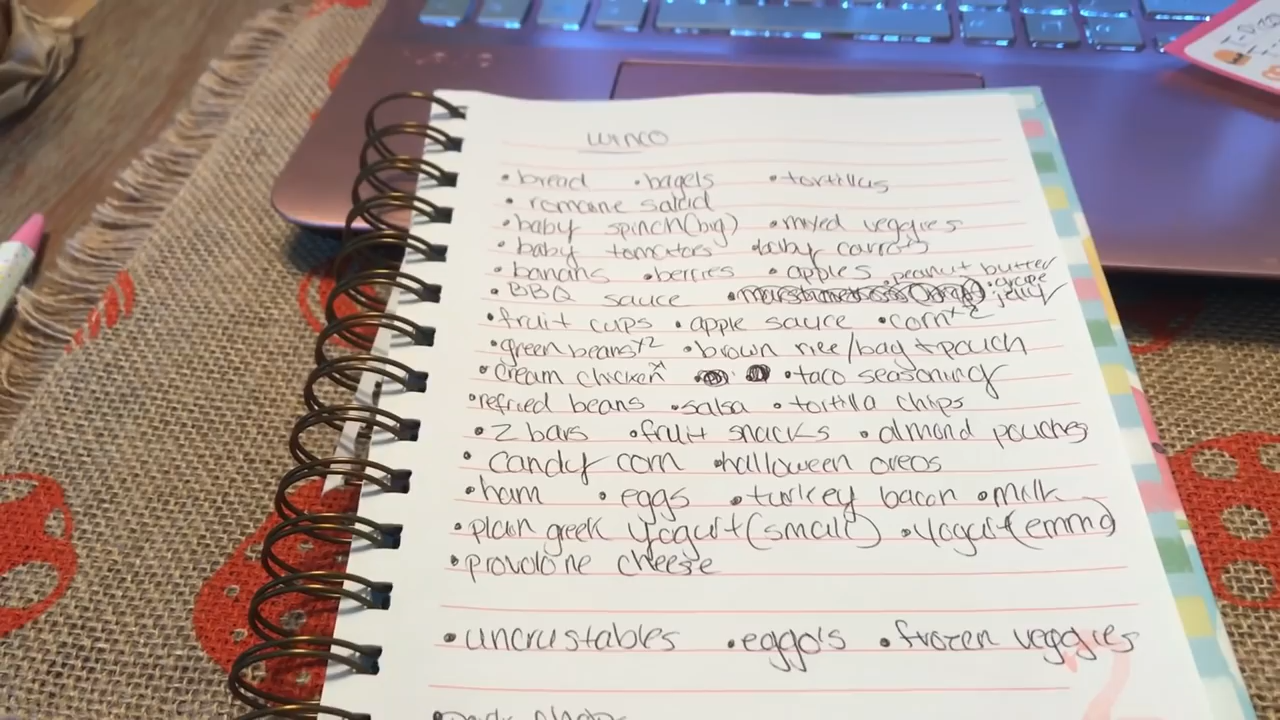 WINCO
• bread • bagels • tortillas
• romaine salad
• baby spinch (big) • mixed veggies
• baby tomatoes • baby carrots
• banans • berries • apples • peanut butter
• BBQ sauce • grape jelly
• fruit cups • apple sauce • corn x2
• green beans x2 • brown rice/bag + pouch
• cream chicken • taco seasoning
• refried beans • salsa • tortilla chips
• Z bars • fruit snacks • almond pouches
• candy corn • halloween oreos
• ham • eggs • turkey bacon • milk
• plain greek yogurt (small) • yogurt (emma)
• provolone cheese
• uncrustables • eggo's • frozen veggies